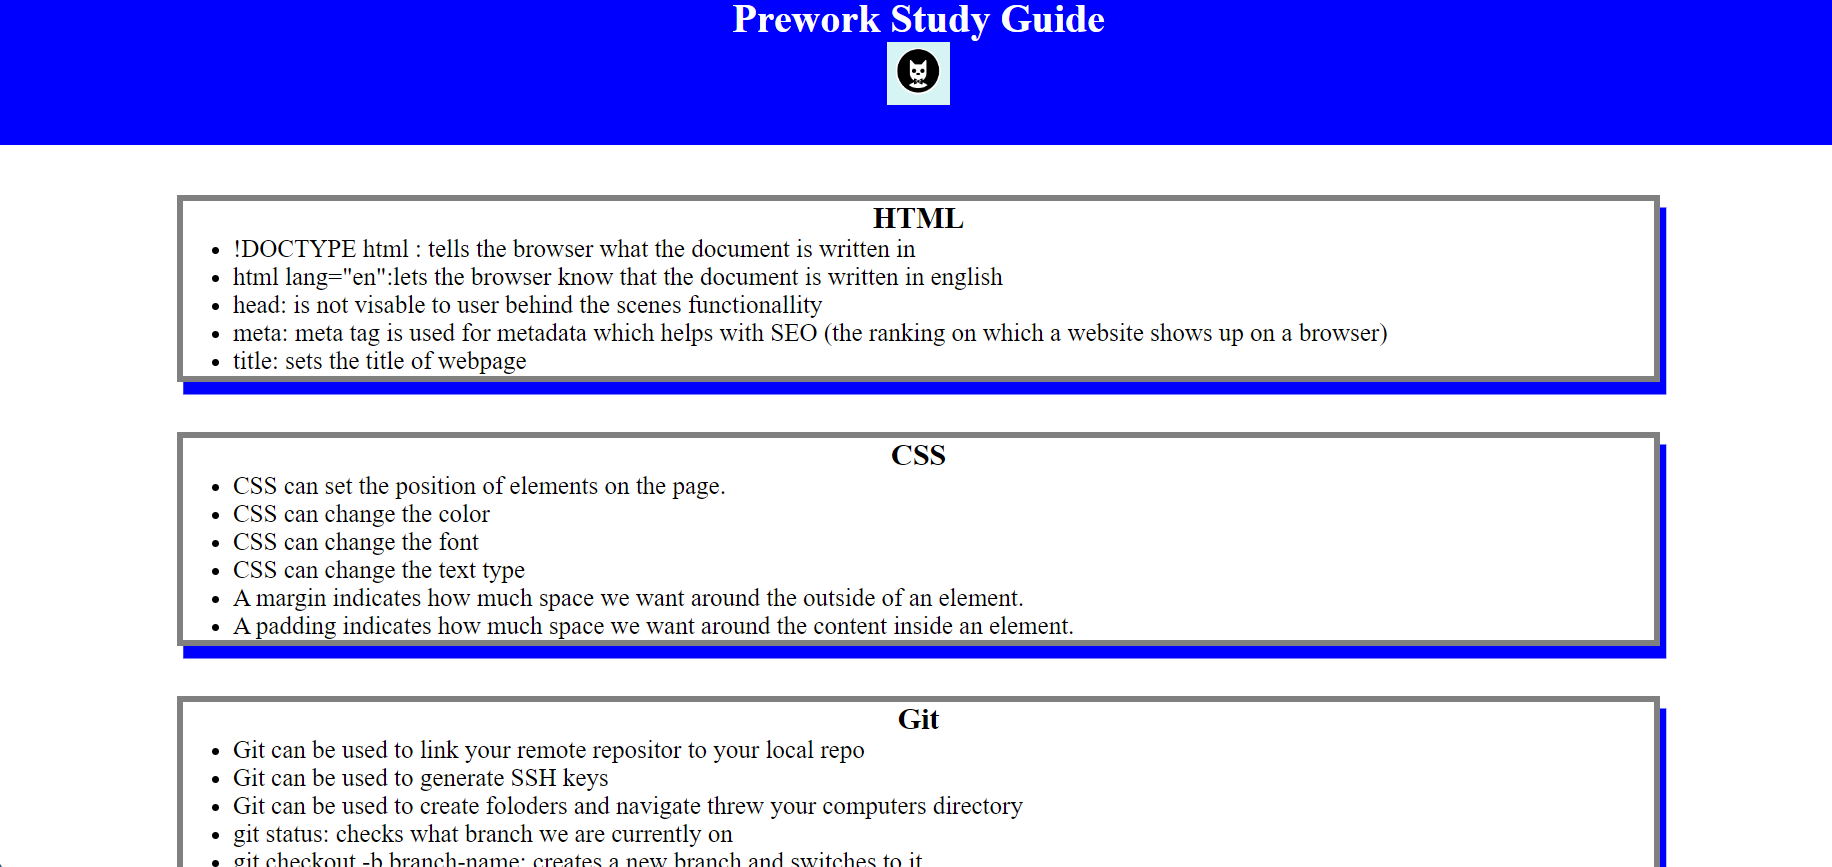 Prework Study Guide
HTML
• !DOCTYPE html : tells the browser what the document is written in
• html lang="en":lets the browser know that the document is written in english
• head: is not visable to user behind the scenes functionallity
• meta: meta tag is used for metadata which helps with SEO (the ranking on which a website shows up on a browser)
• title: sets the title of webpage
CSS
• CSS can set the position of elements on the page.
• CSS can change the color
• CSS can change the font
• CSS can change the text type
• A margin indicates how much space we want around the outside of an element.
• A padding indicates how much space we want around the content inside an element.
Git
• Git can be used to link your remote repositor to your local repo
• Git can be used to generate SSH keys
• Git can be used to create foloders and navigate threw your computers directory
• git status: checks what branch we are currently on
• git checkout -b branch-name: creates a new branch and switches to it